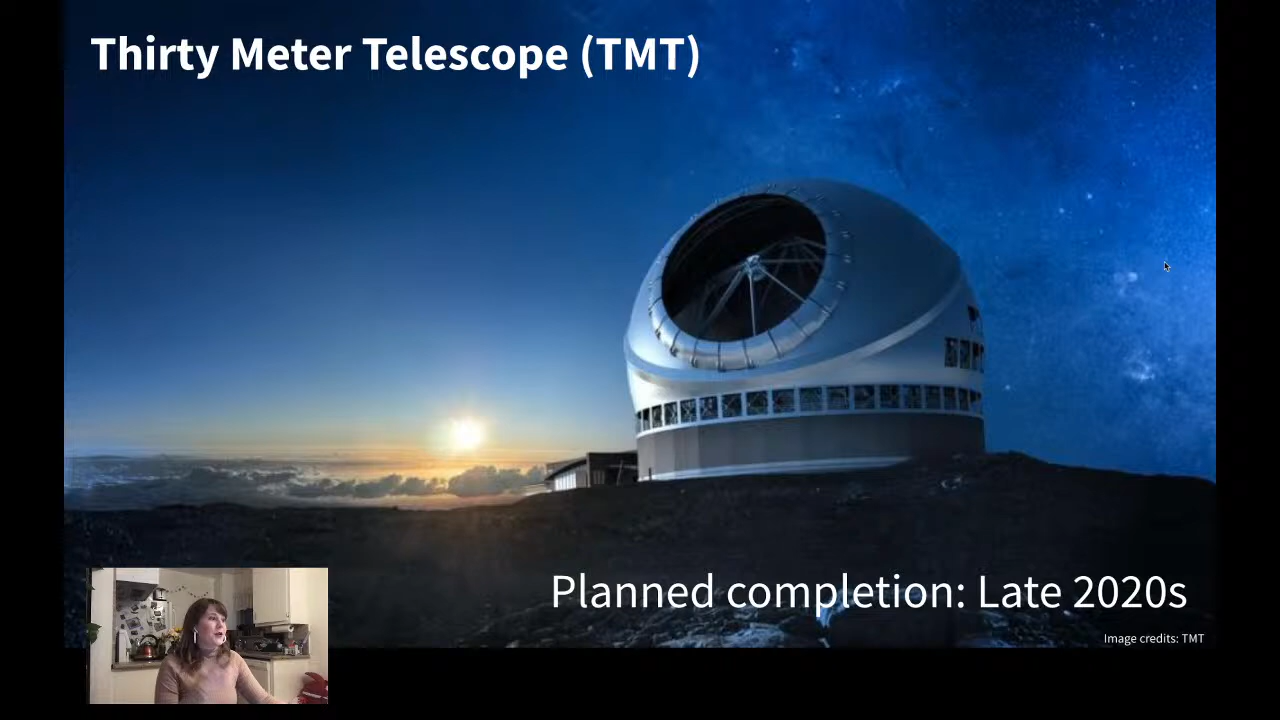 Thirty Meter Telescope (TMT)
Planned completion: Late 2020s
Image credits: TMT